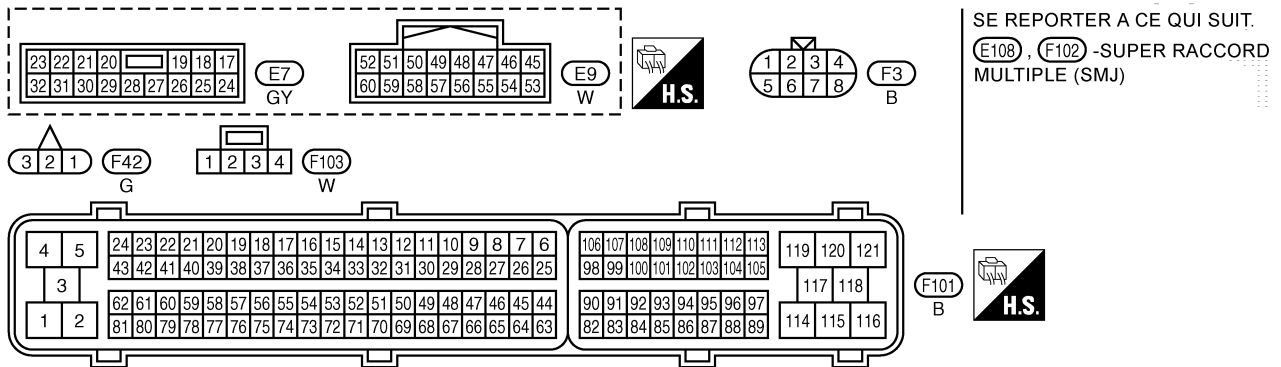 23 22 21 20 19 18 17
32 31 30 29 28 27 26 25 24
E7
GY
52 51 50 49 48 47 46 45
60 59 58 57 56 55 54 53
E9
W
H.S.
1 2 3 4
5 6 7 8
F3
B
SE REPORTER A CE QUI SUIT.
E108 , F102 -SUPER RACCORD
MULTIPLE (SMJ)
3 2 1
F42
G
1 2 3 4
F103
W
4 5
3
1 2
24 23 22 21 20 19 18 17 16 15 14 13 12 11 10 9 8 7 6
43 42 41 40 39 38 37 36 35 34 33 32 31 30 29 28 27 26 25
62 61 60 59 58 57 56 55 54 53 52 51 50 49 48 47 46 45 44
81 80 79 78 77 76 75 74 73 72 71 70 69 68 67 66 65 64 63
106 107 108 109 110 111 112 113
98 99 100 101 102 103 104 105
90 91 92 93 94 95 96 97
82 83 84 85 86 87 88 89
119 120 121
117 118
114 115 116
F101
B
H.S.